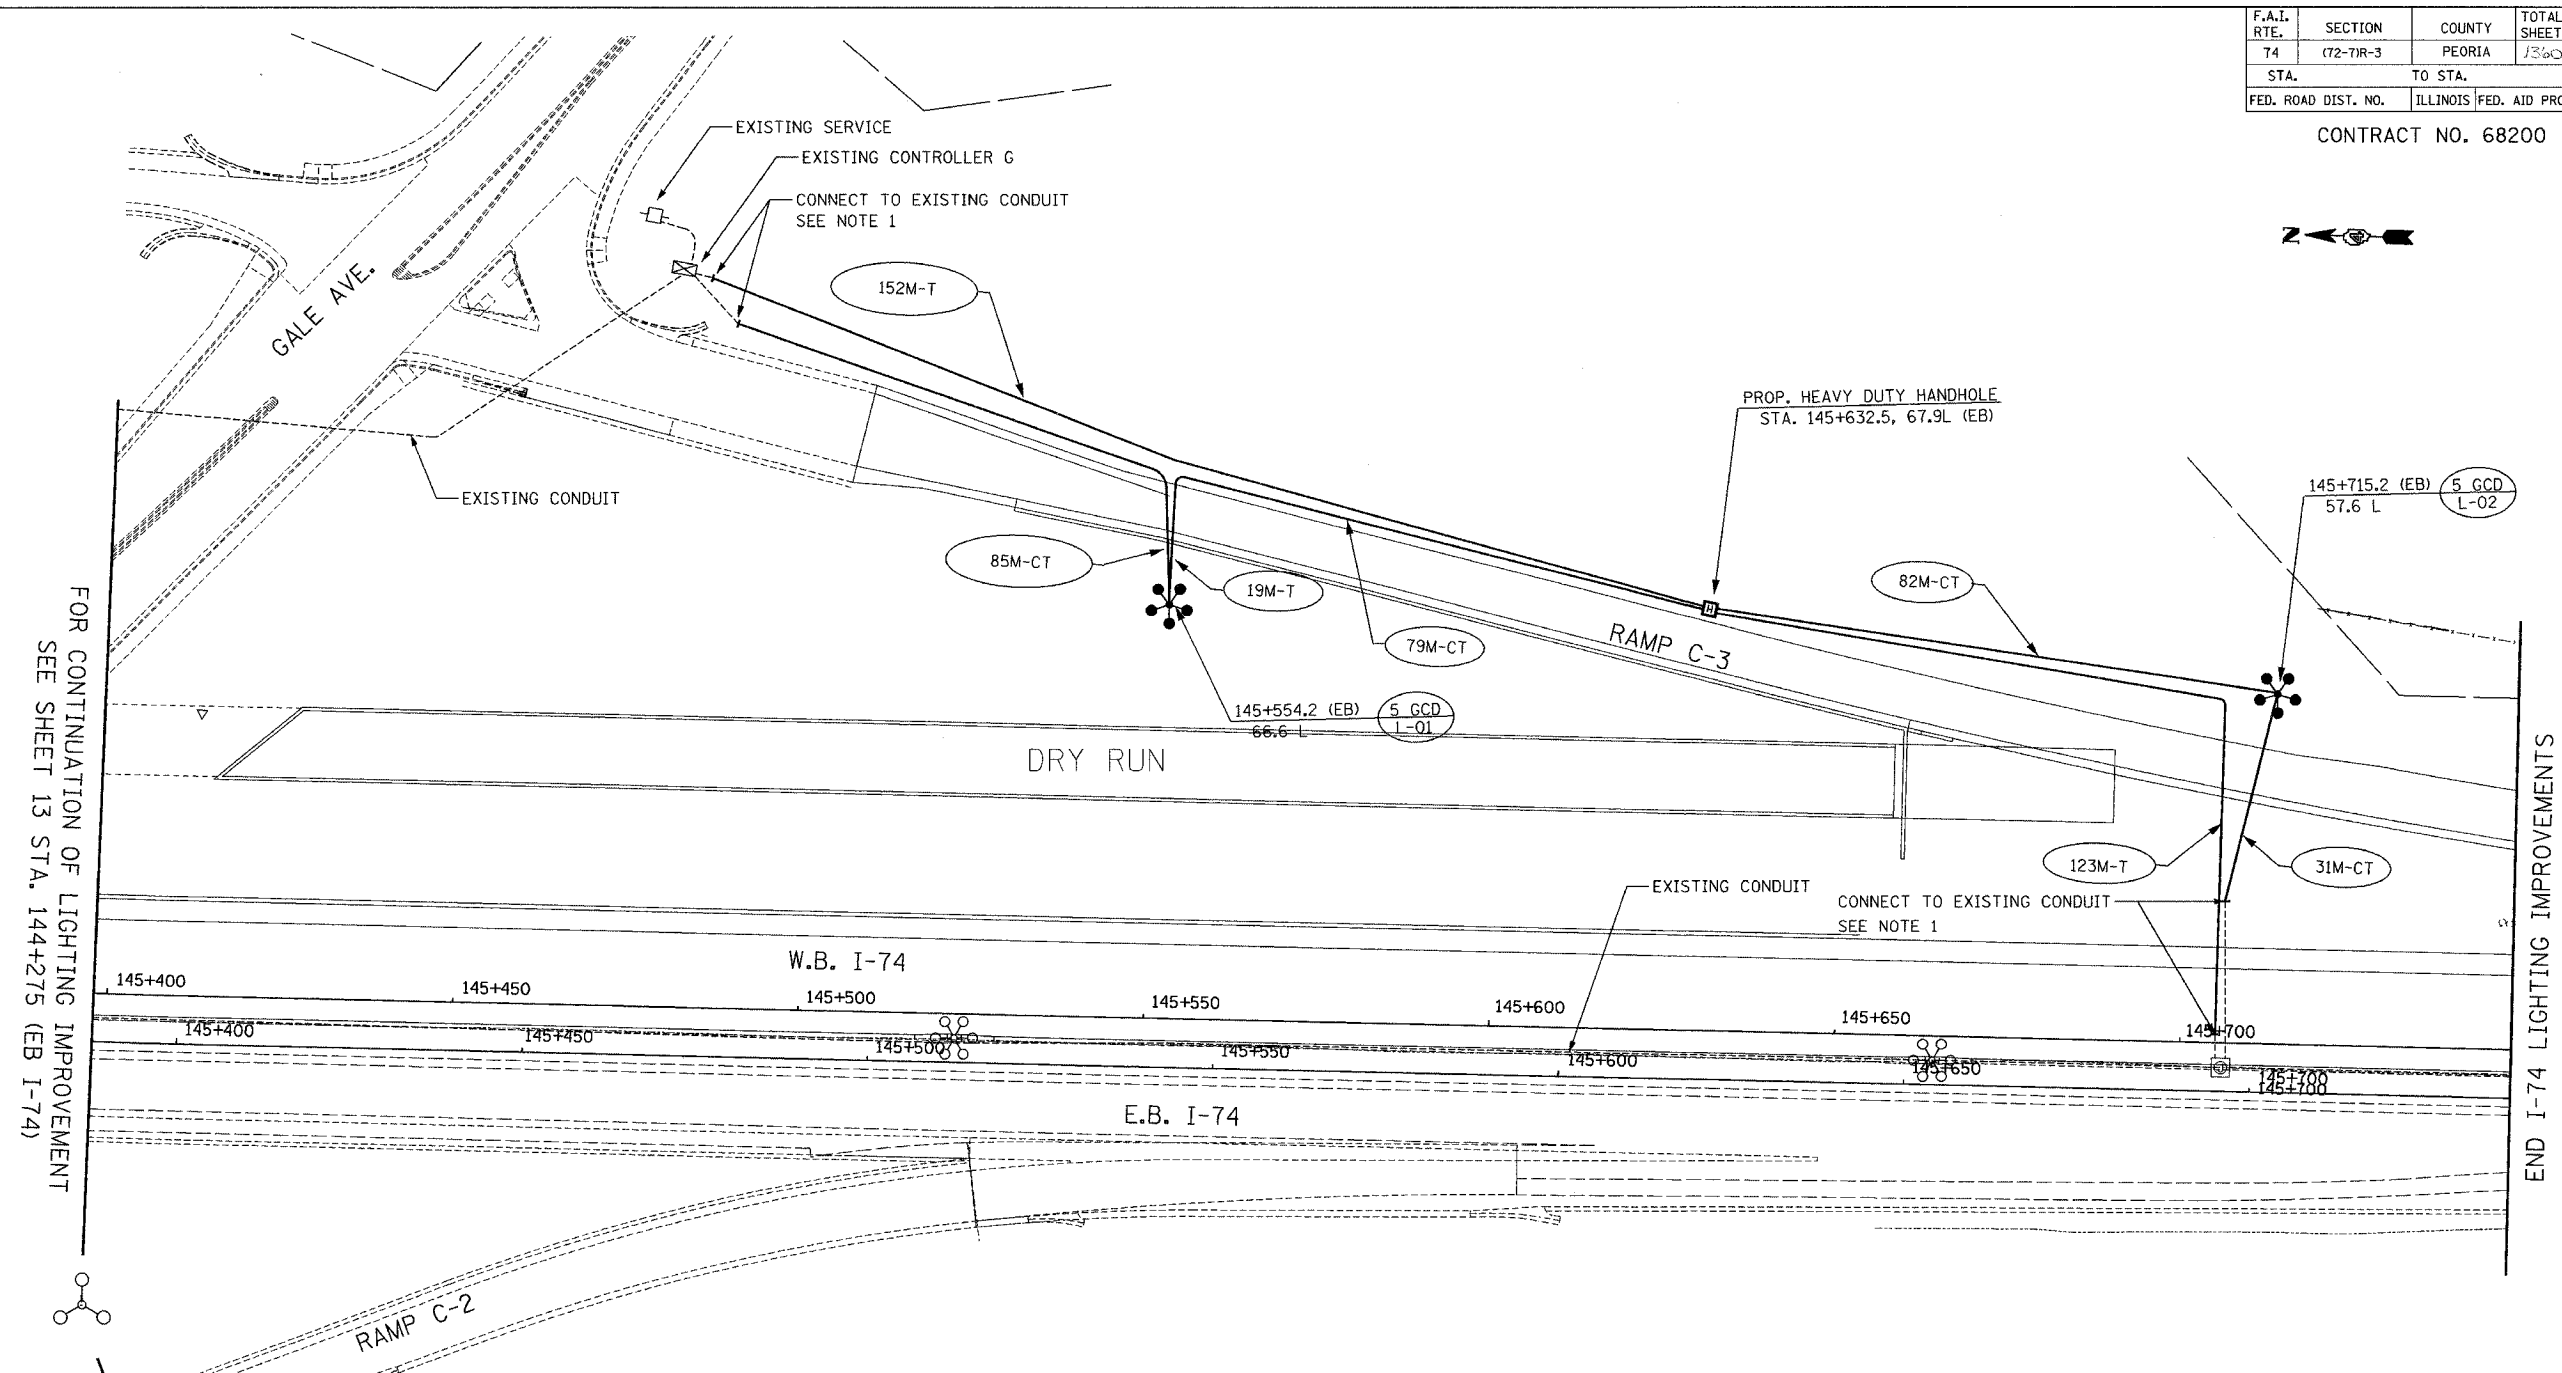 F.A.I. RTE. SECTION COUNTY TOTAL SHEET
74 (72-7)R-3 PEORIA 1360
STA. TO STA.
FED. ROAD DIST. NO. ILLINOIS FED. AID PRO
CONTRACT NO. 68200
N
EXISTING SERVICE
EXISTING CONTROLLER G
CONNECT TO EXISTING CONDUIT
SEE NOTE 1
152M-T
GALE AVE.
EXISTING CONDUIT
PROP. HEAVY DUTY HANDHOLE
STA. 145+632.5, 67.9L (EB)
145+715.2 (EB)
57.6 L
5 GCD
L-02
85M-CT
19M-T
82M-CT
79M-CT
RAMP C-3
145+554.2 (EB)
66.6 L
5 GCD
L-01
DRY RUN
123M-T
31M-CT
EXISTING CONDUIT
CONNECT TO EXISTING CONDUIT
SEE NOTE 1
W.B. I-74
145+400 145+450 145+500 145+550 145+600 145+650 145+700
145+400 145+450 145+500 145+550 145+600 145+650 145+700
145+700
E.B. I-74
RAMP C-2
FOR CONTINUATION OF LIGHTING IMPROVEMENT
SEE SHEET 13 STA. 144+275 (EB I-74)
END I-74 LIGHTING IMPROVEMENTS
H